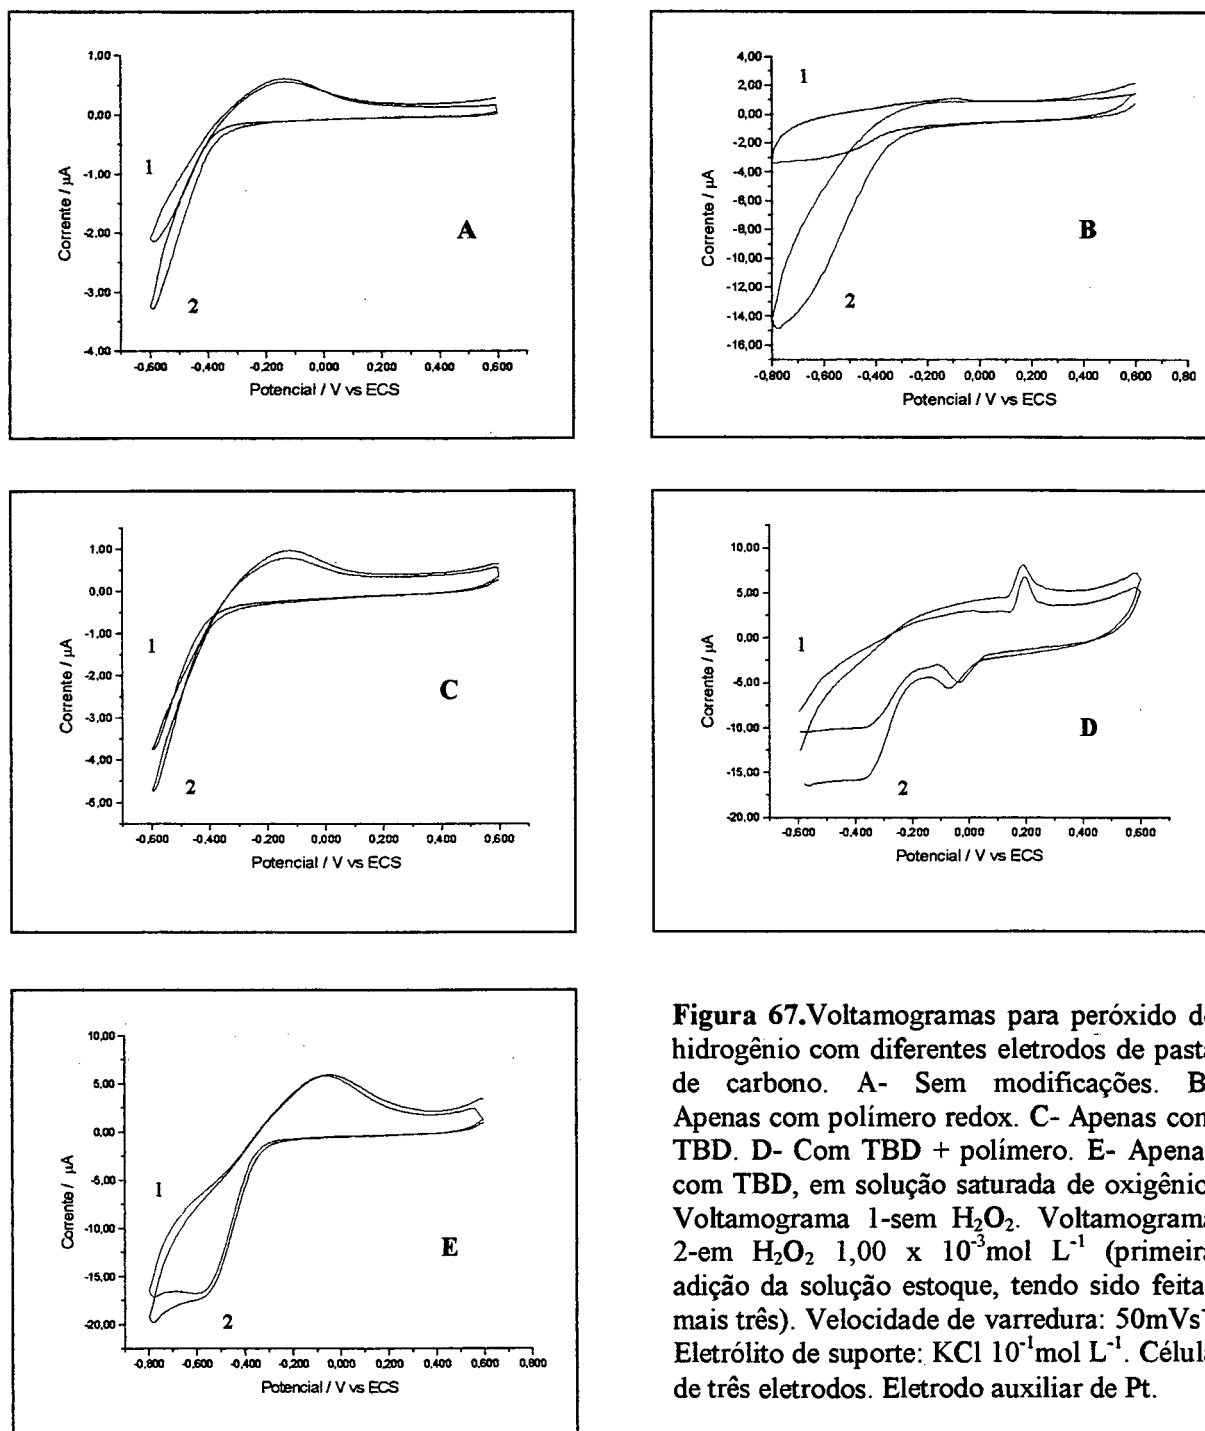 1,00
0,00
-1,00
-2,00
-3,00
-4,00
Corrente / µA
1
2
A
-0,600 -0,400 -0,200 0,000 0,200 0,400 0,600
Potencial / V vs ECS
4,00
2,00
0,00
-2,00
-4,00
-6,00
-8,00
-10,00
-12,00
-14,00
-16,00
Corrente / µA
1
2
B
-0,800 -0,600 -0,400 -0,200 0,000 0,200 0,400 0,600 0,80
Potencial / V vs ECS
1,00
0,00
-1,00
-2,00
-3,00
-4,00
-5,00
Corrente / µA
1
2
C
-0,600 -0,400 -0,200 0,000 0,200 0,400 0,600
Potencial / V vs ECS
10,00
5,00
0,00
-5,00
-10,00
-15,00
-20,00
Corrente / µA
1
2
D
-0,600 -0,400 -0,200 0,000 0,200 0,400 0,600
Potencial / V vs ECS
10,00
5,00
0,00
-5,00
-10,00
-15,00
-20,00
Corrente / µA
1
2
E
-0,800 -0,600 -0,400 -0,200 0,000 0,200 0,400 0,600 0,800
Potencial / V vs ECS
Figura 67.Voltamogramas para peróxido d
hidrogênio com diferentes eletrodos de past
de carbono. A- Sem modificações. B
Apenas com polímero redox. C- Apenas con
TBD. D- Com TBD + polímero. E- Apena
com TBD, em solução saturada de oxigênio
Voltamograma 1-sem H₂O₂. Voltamograma
2-em H₂O₂ 1,00 x 10⁻³mol L⁻¹ (primeir
adição da solução estoque, tendo sido feita
mais três). Velocidade de varredura: 50mVs⁻
Eletrólito de suporte: KCl 10⁻¹mol L⁻¹. Célul
de três eletrodos. Eletrodo auxiliar de Pt.